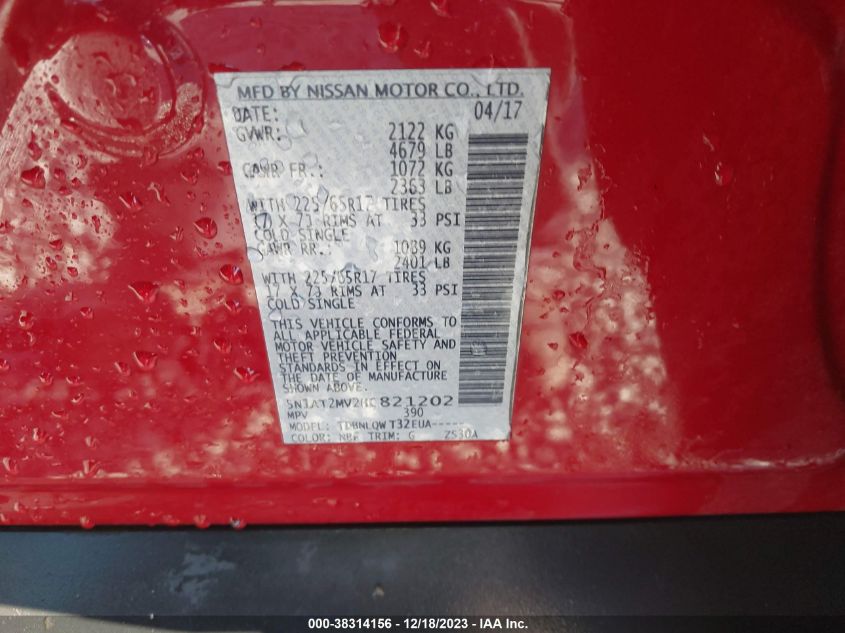 MFD BY NISSAN MOTOR CO., LTD.
DATE: 04/17
GVWR: 2122 KG
4679 LB
GAWR FR.: 1072 KG
2363 LB
WITH 225/65R17 TIRES
17 X 7J RIMS AT 33 PSI
COLD SINGLE
GAWR RR.: 1089 KG
2401 LB
WITH 225/65R17 TIRES
17 X 7J RIMS AT 33 PSI
COLD SINGLE
THIS VEHICLE CONFORMS TO
ALL APPLICABLE FEDERAL
MOTOR VEHICLE SAFETY AND
THEFT PREVENTION
STANDARDS IN EFFECT ON
THE DATE OF MANUFACTURE
SHOWN ABOVE
5N1AT2MV2HC821202
MPV 390
MODEL: TDBNLQWT32EUA-----
COLOR: NBF TRIM: G ZS30A
000-38314156 - 12/18/2023 - IAA Inc.